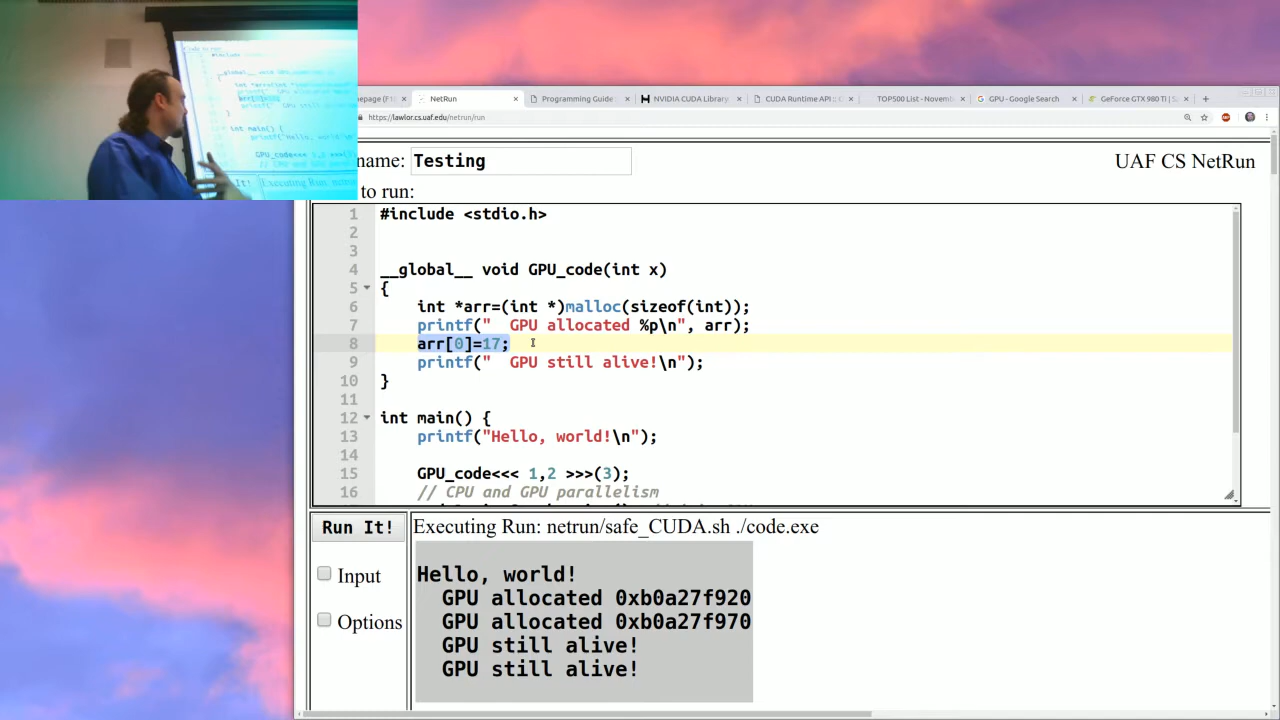 mepage (F1
NetRun
Programming Guide
NVIDIA CUDA Library
CUDA Runtime API ::
TOP500 List - Novemb
GPU - Google Search
GeForce GTX 980 Ti | S
https://lawlor.cs.uaf.edu/netrun/run
name: Testing
UAF CS NetRun
to run:
1 #include <stdio.h>
2
3
4 __global__ void GPU_code(int x)
5 {
6 int *arr=(int *)malloc(sizeof(int));
7 printf("  GPU allocated %p\n", arr);
8 arr[0]=17;
9 printf("  GPU still alive!\n");
10 }
11
12 int main() {
13 printf("Hello, world!\n");
14
15 GPU_code<<< 1,2 >>>(3);
16 // CPU and GPU parallelism
Run It!
Executing Run: netrun/safe_CUDA.sh ./code.exe
Input
Options
Hello, world!
GPU allocated 0xb0a27f920
GPU allocated 0xb0a27f970
GPU still alive!
GPU still alive!